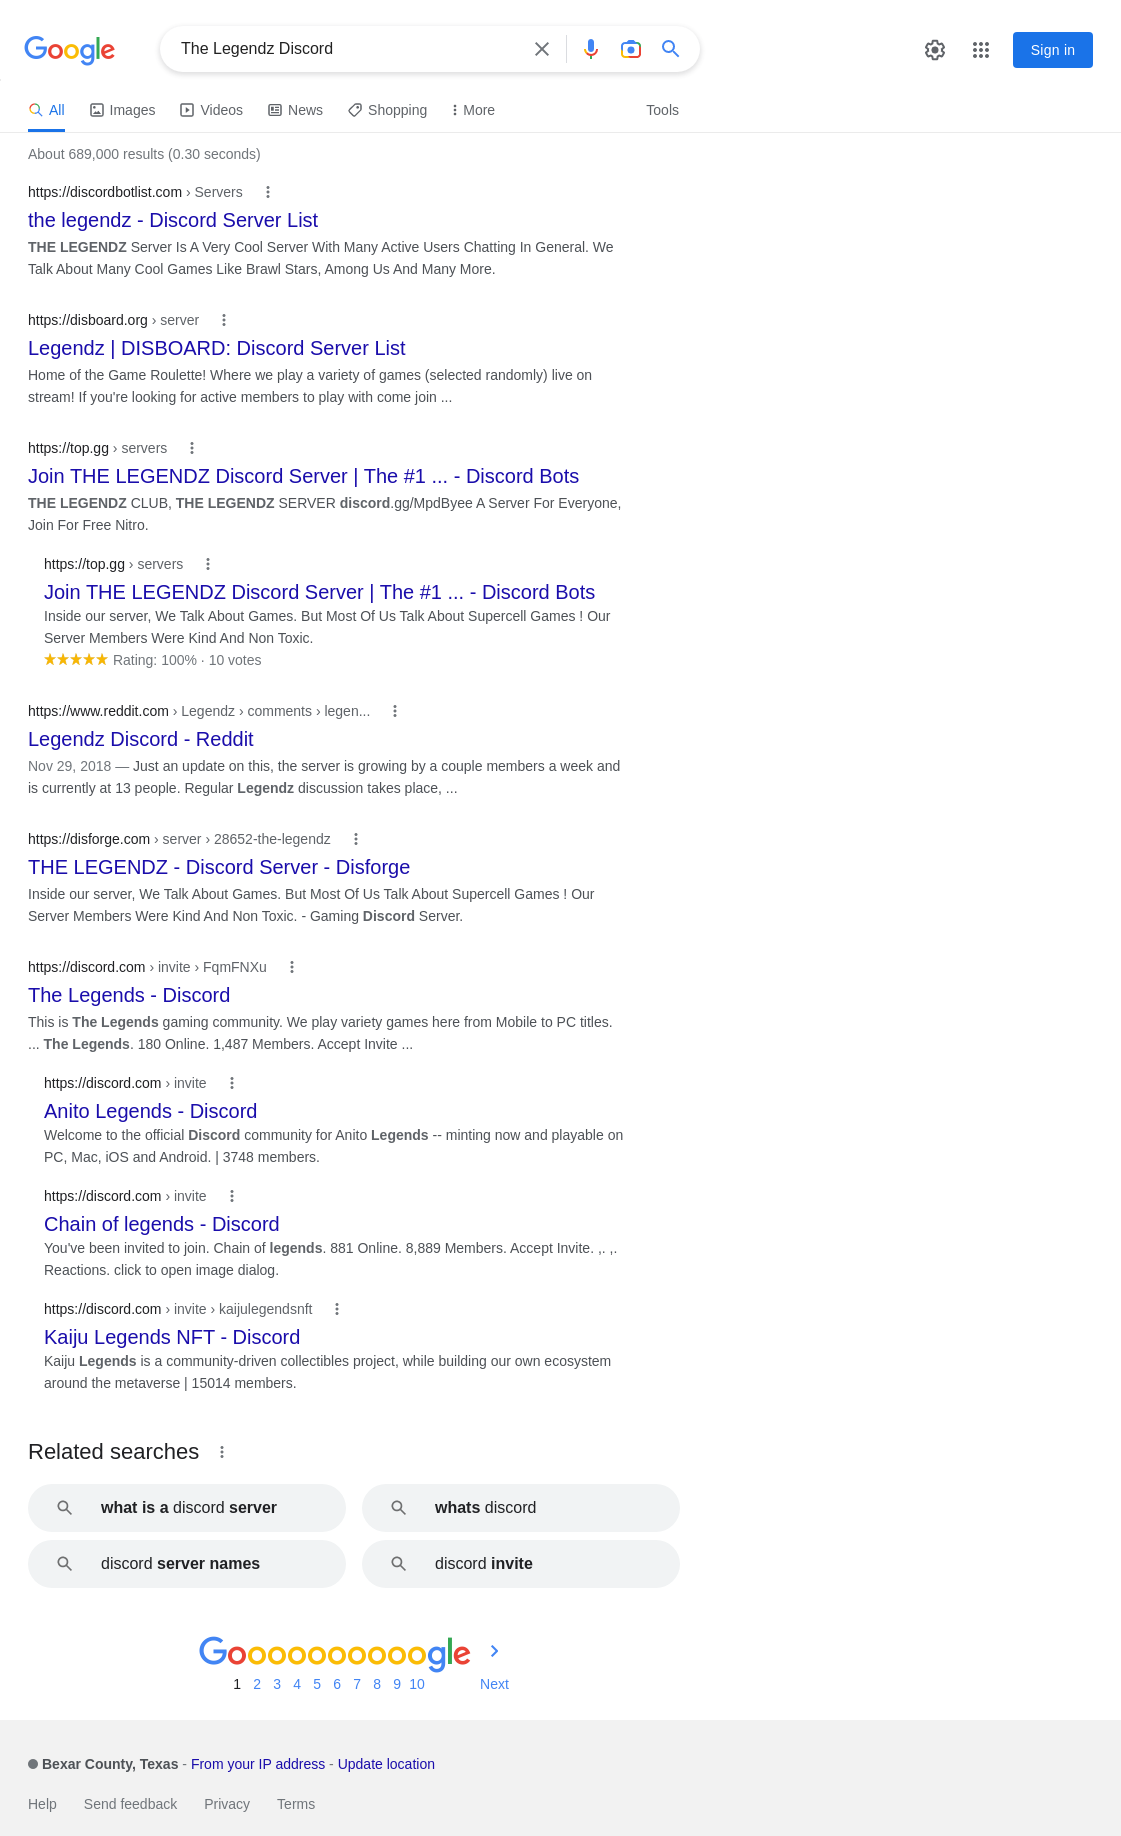 Google
The Legendz Discord
Sign in
All Images Videos News Shopping More Tools
About 689,000 results (0.30 seconds)
https://discordbotlist.com › Servers
the legendz - Discord Server List
THE LEGENDZ Server Is A Very Cool Server With Many Active Users Chatting In General. We
Talk About Many Cool Games Like Brawl Stars, Among Us And Many More.
https://disboard.org › server
Legendz | DISBOARD: Discord Server List
Home of the Game Roulette! Where we play a variety of games (selected randomly) live on
stream! If you're looking for active members to play with come join ...
https://top.gg › servers
Join THE LEGENDZ Discord Server | The #1 ... - Discord Bots
THE LEGENDZ CLUB, THE LEGENDZ SERVER discord.gg/MpdByee A Server For Everyone,
Join For Free Nitro.
https://top.gg › servers
Join THE LEGENDZ Discord Server | The #1 ... - Discord Bots
Inside our server, We Talk About Games. But Most Of Us Talk About Supercell Games ! Our
Server Members Were Kind And Non Toxic.
Rating: 100% · 10 votes
https://www.reddit.com › Legendz › comments › legen...
Legendz Discord - Reddit
Nov 29, 2018 — Just an update on this, the server is growing by a couple members a week and
is currently at 13 people. Regular Legendz discussion takes place, ...
https://disforge.com › server › 28652-the-legendz
THE LEGENDZ - Discord Server - Disforge
Inside our server, We Talk About Games. But Most Of Us Talk About Supercell Games ! Our
Server Members Were Kind And Non Toxic. - Gaming Discord Server.
https://discord.com › invite › FqmFNXu
The Legends - Discord
This is The Legends gaming community. We play variety games here from Mobile to PC titles.
... The Legends. 180 Online. 1,487 Members. Accept Invite ...
https://discord.com › invite
Anito Legends - Discord
Welcome to the official Discord community for Anito Legends -- minting now and playable on
PC, Mac, iOS and Android. | 3748 members.
https://discord.com › invite
Chain of legends - Discord
You've been invited to join. Chain of legends. 881 Online. 8,889 Members. Accept Invite. ,. ,.
Reactions. click to open image dialog.
https://discord.com › invite › kaijulegendsnft
Kaiju Legends NFT - Discord
Kaiju Legends is a community-driven collectibles project, while building our own ecosystem
around the metaverse | 15014 members.
Related searches
what is a discord server
whats discord
discord server names
discord invite
Goooooooooogle
1 2 3 4 5 6 7 8 9 10 Next
Bexar County, Texas - From your IP address - Update location
Help Send feedback Privacy Terms